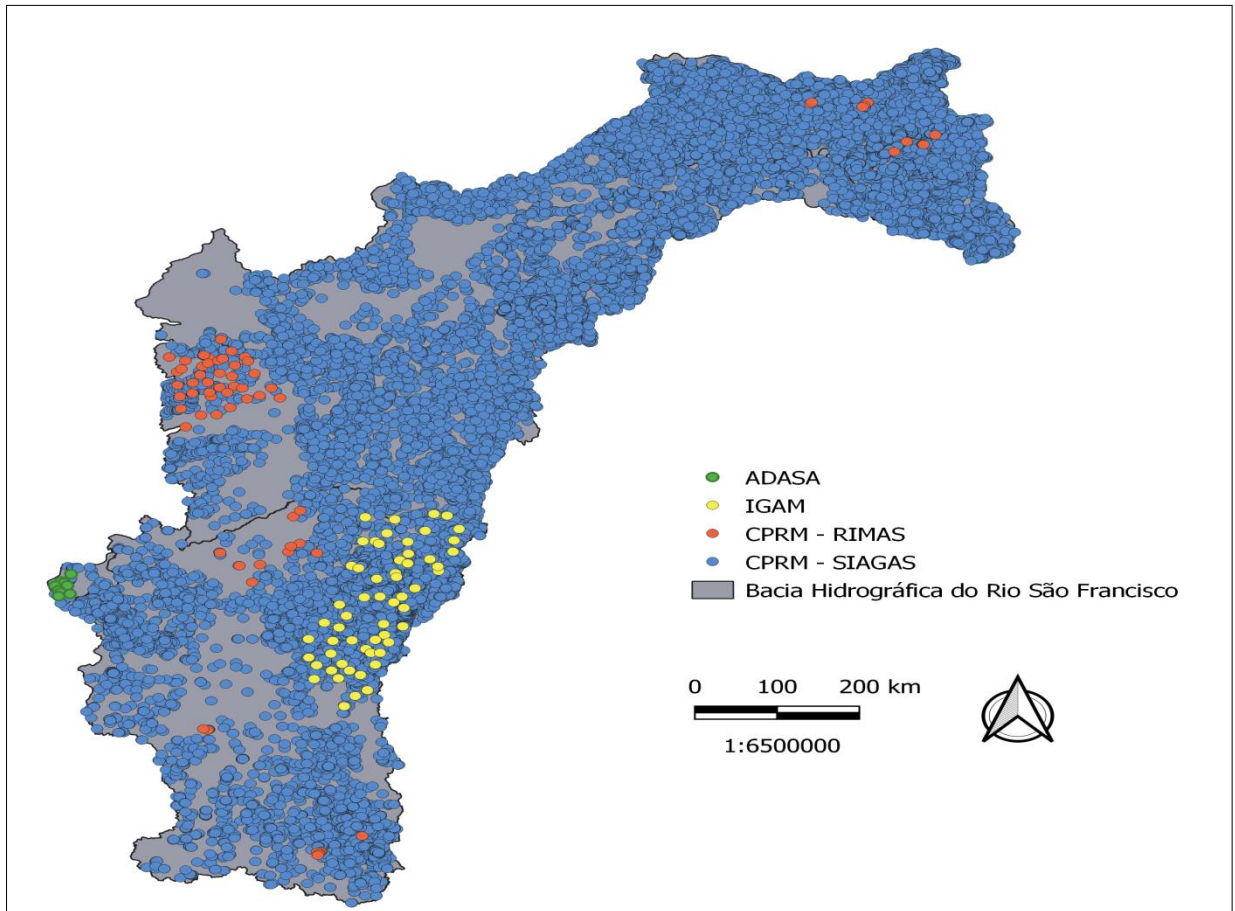 ADASA
IGAM
CPRM - RIMAS
CPRM - SIAGAS
Bacia Hidrográfica do Rio São Francisco
0 100 200 km
1:6500000